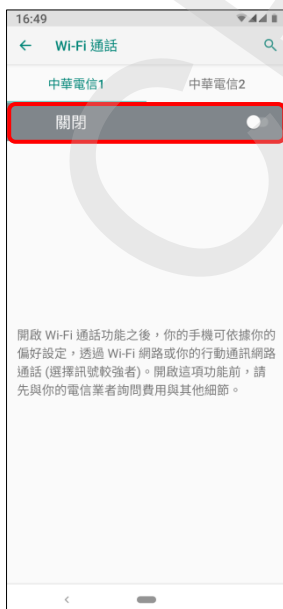 16:49
Wi-Fi 通話
中華電信1 中華電信2
關閉
開啟 Wi-Fi 通話功能之後，你的手機可依據你的
偏好設定，透過 Wi-Fi 網路或你的行動通訊網路
通話 (選擇訊號較強者)。開啟這項功能前，請
先與你的電信業者詢問費用與其他細節。